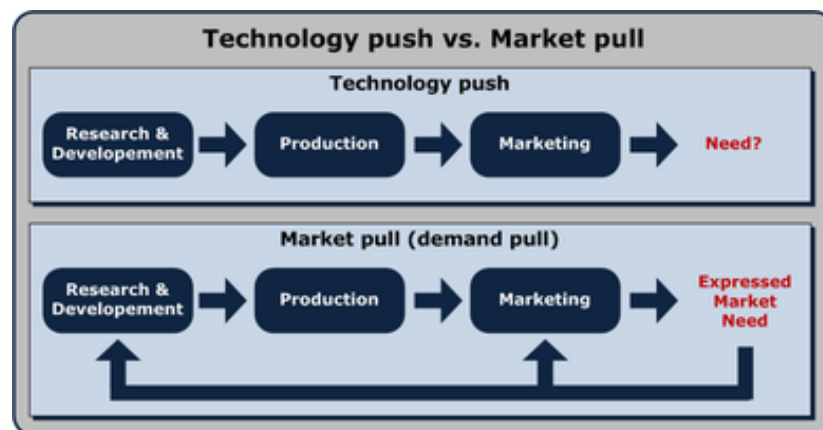 Technology push vs. Market pull
Technology push
Research &
Developement
Production
Marketing
Need?
Market pull (demand pull)
Research &
Developement
Production
Marketing
Expressed
Market
Need